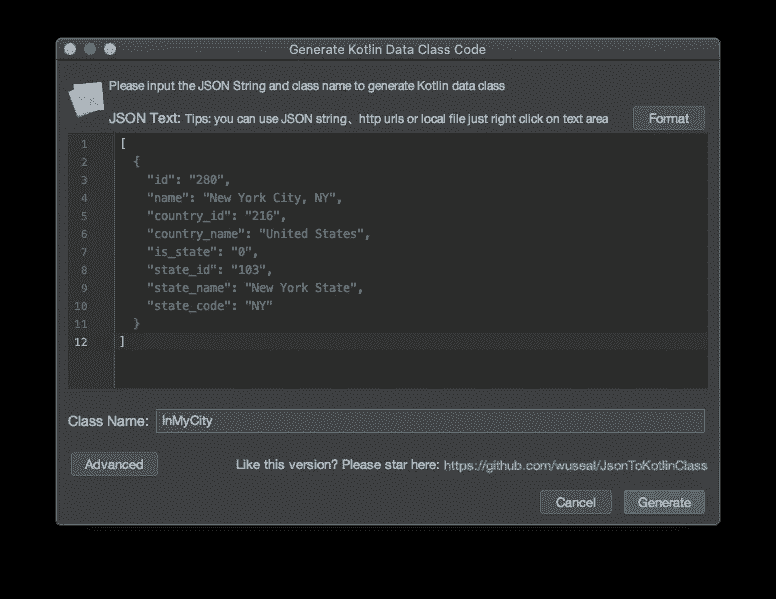 Generate Kotlin Data Class Code
Please input the JSON String and class name to generate Kotlin data class
JSON Text: Tips: you can use JSON string、http urls or local file just right click on text area
Format
1 [
2 {
3 "id": "280",
4 "name": "New York City, NY",
5 "country_id": "216",
6 "country_name": "United States",
7 "is_state": "0",
8 "state_id": "103",
9 "state_name": "New York State",
10 "state_code": "NY"
11 }
12 ]
Class Name: InMyCity
Advanced
Like this version? Please star here: https://github.com/wuseal/JsonToKotlinClass
Cancel
Generate